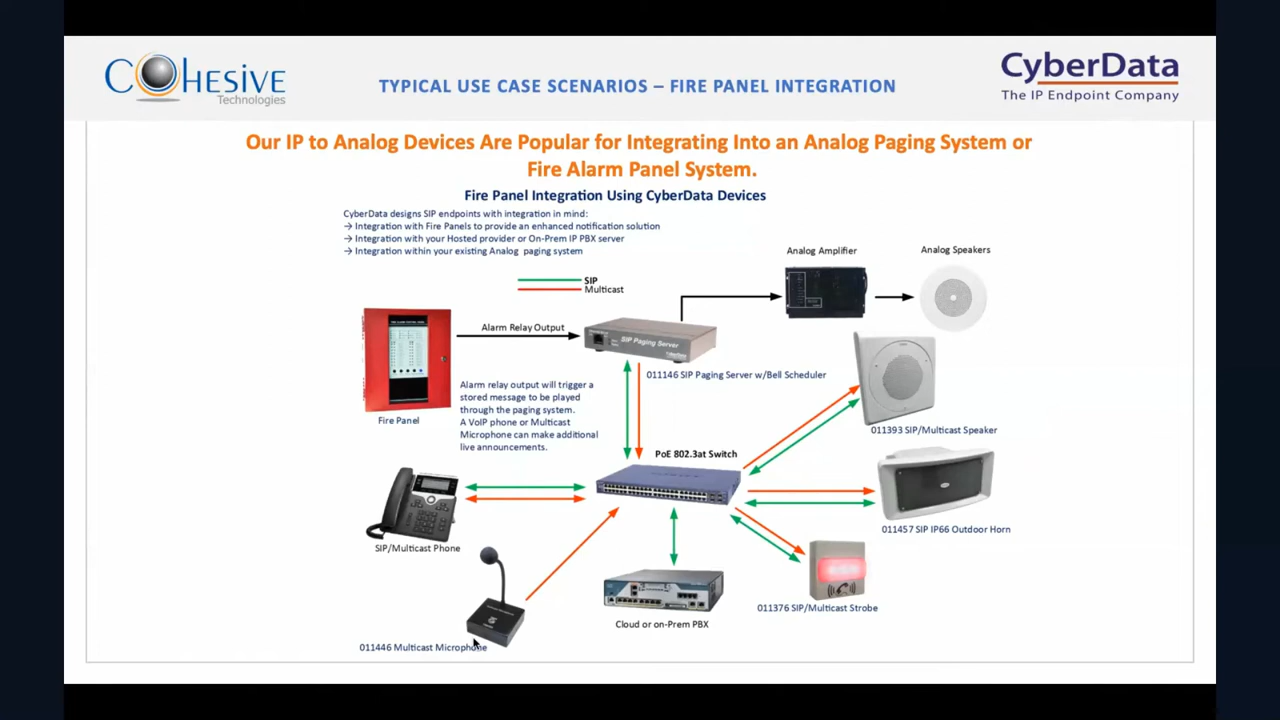 COHESIVE
Technologies
TYPICAL USE CASE SCENARIOS – FIRE PANEL INTEGRATION
CyberData
The IP Endpoint Company
Our IP to Analog Devices Are Popular for Integrating Into an Analog Paging System or
Fire Alarm Panel System.
Fire Panel Integration Using CyberData Devices
CyberData designs SIP endpoints with integration in mind:
→ Integration with Fire Panels to provide an enhanced notification solution
→ Integration with your Hosted provider or On-Prem IP PBX server
→ Integration within your existing Analog paging system
SIP
Multicast
Analog Amplifier
Analog Speakers
Alarm Relay Output
SIP Paging Server
CyberData
011146 SIP Paging Server w/Bell Scheduler
Fire Panel
Alarm relay output will trigger a
stored message to be played
through the paging system.
A VoIP phone or Multicast
Microphone can make additional
live announcements.
011393 SIP/Multicast Speaker
PoE 802.3at Switch
SIP/Multicast Phone
011457 SIP IP66 Outdoor Horn
011376 SIP/Multicast Strobe
Cloud or on-Prem PBX
011446 Multicast Microphone